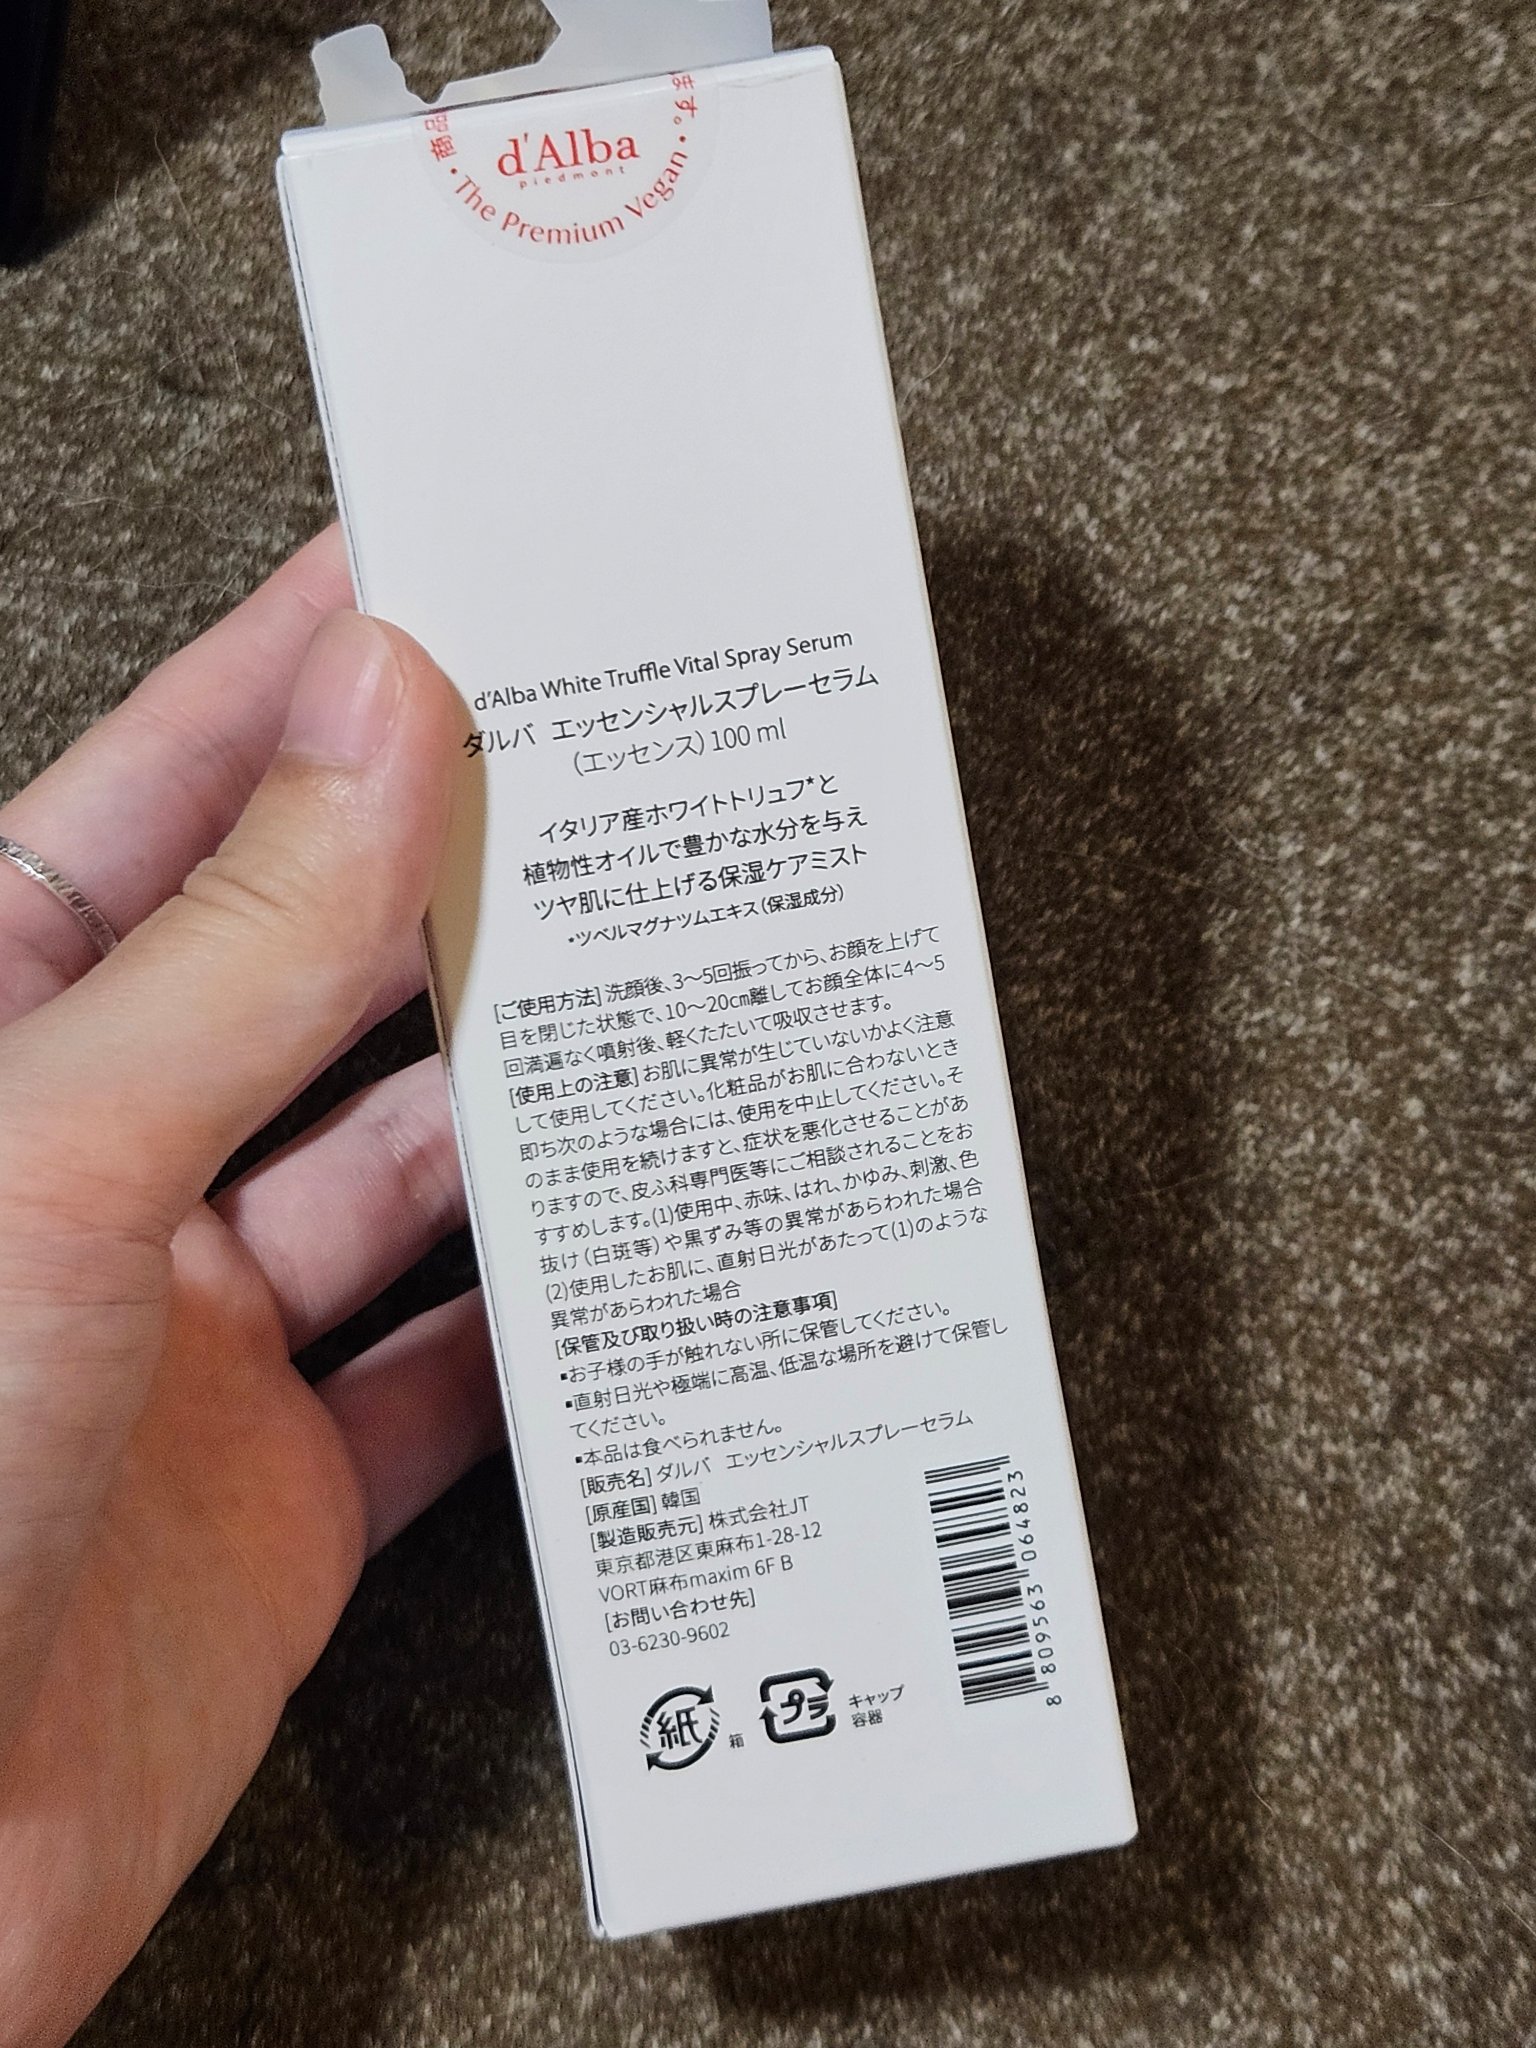 商品
ます。
d'Alba
piedmont
• The Premium Vegan •
d'Alba White Truffle Vital Spray Serum
ダルバ エッセンシャルスプレーセラム
（エッセンス）100 ml
イタリア産ホワイトトリュフ*と
植物性オイルで豊かな水分を与え
ツヤ肌に仕上げる保湿ケアミスト
*ツベルマグナツムエキス（保湿成分）
[ご使用方法] 洗顔後、3～5回振ってから、お顔を上げて
目を閉じた状態で、10～20㎝離してお顔全体に4～5
回満遍なく噴射後、軽くたたいて吸収させます。
[使用上の注意] お肌に異常が生じていないかよく注意
して使用してください。化粧品がお肌に合わないとき
即ち次のような場合には、使用を中止してください。そ
のまま使用を続けますと、症状を悪化させることがあ
りますので、皮ふ科専門医等にご相談されることをお
すすめします。(1)使用中、赤味、はれ、かゆみ、刺激、色
抜け（白斑等）や黒ずみ等の異常があらわれた場合
(2)使用したお肌に、直射日光があたって(1)のような
異常があらわれた場合
[保管及び取り扱い時の注意事項]
▪お子様の手が触れない所に保管してください。
▪直射日光や極端に高温、低温な場所を避けて保管し
てください。
▪本品は食べられません。
[販売名] ダルバ エッセンシャルスプレーセラム
[原産国] 韓国
[製造販売元] 株式会社JT
東京都港区東麻布1-28-12
VORT麻布maxim 6F B
[お問い合わせ先]
03-6230-9602
紙
箱
プラ
キャップ
容器
8 809563 064823